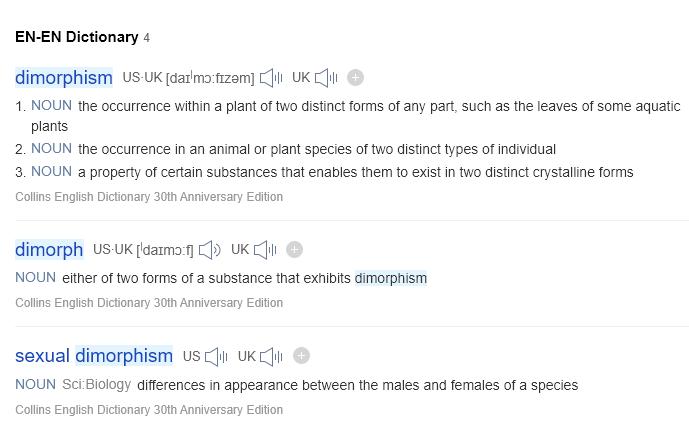 EN-EN Dictionary 4
dimorphism US·UK [daɪˈmɔːfɪzəm] UK
1. NOUN the occurrence within a plant of two distinct forms of any part, such as the leaves of some aquatic
plants
2. NOUN the occurrence in an animal or plant species of two distinct types of individual
3. NOUN a property of certain substances that enables them to exist in two distinct crystalline forms
Collins English Dictionary 30th Anniversary Edition
dimorph US·UK [ˈdaɪmɔːf] UK
NOUN either of two forms of a substance that exhibits dimorphism
Collins English Dictionary 30th Anniversary Edition
sexual dimorphism US UK
NOUN Sci:Biology differences in appearance between the males and females of a species
Collins English Dictionary 30th Anniversary Edition